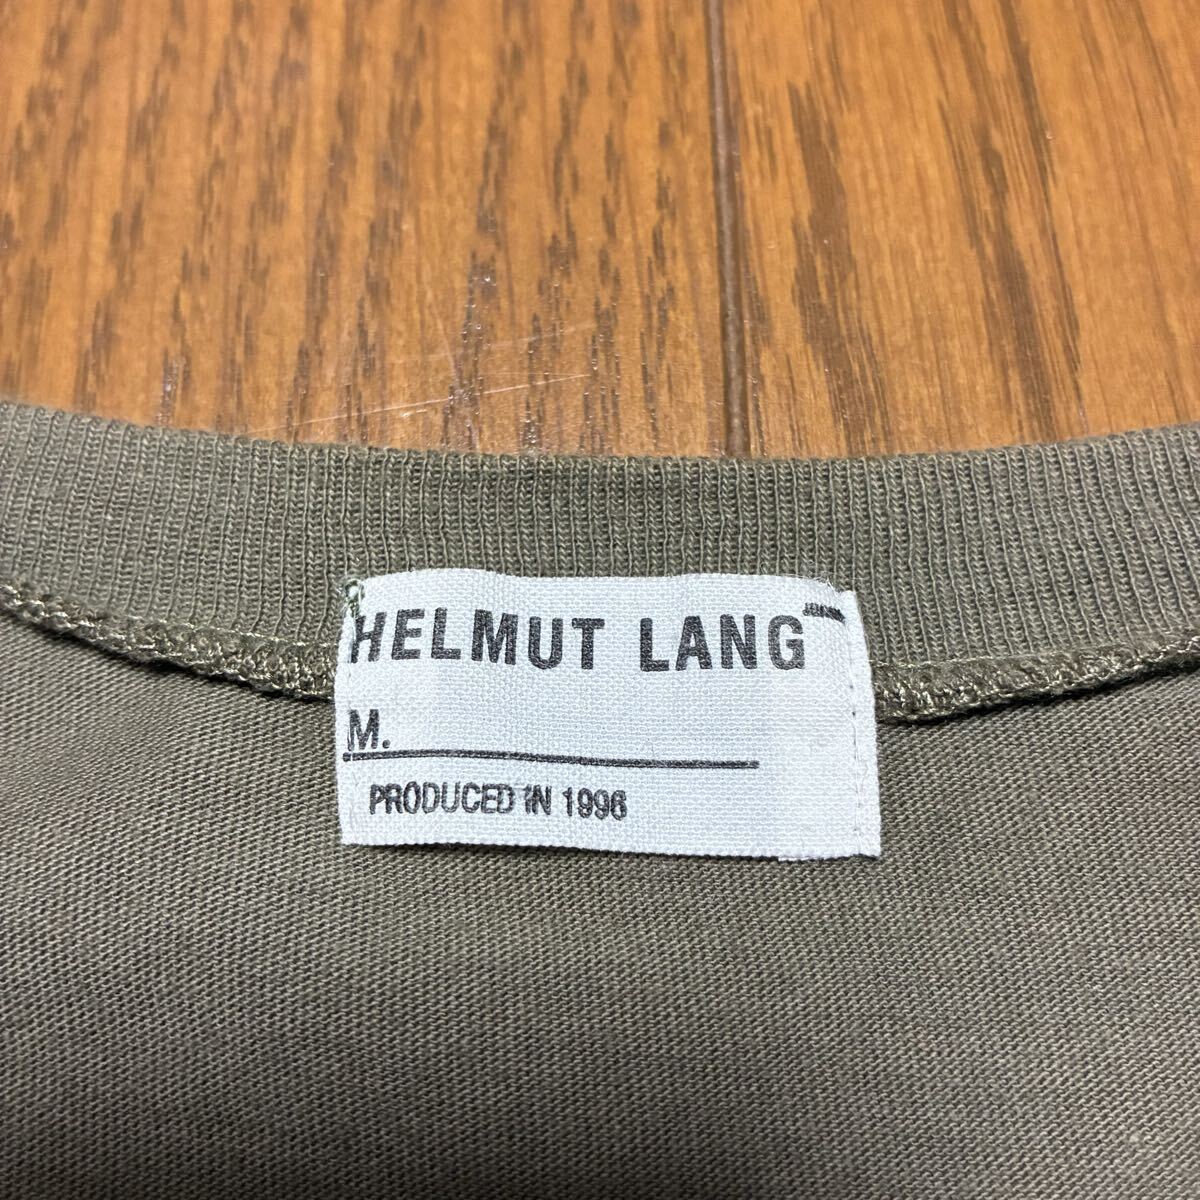 HELMUT LANG
M.
PRODUCED IN 1996